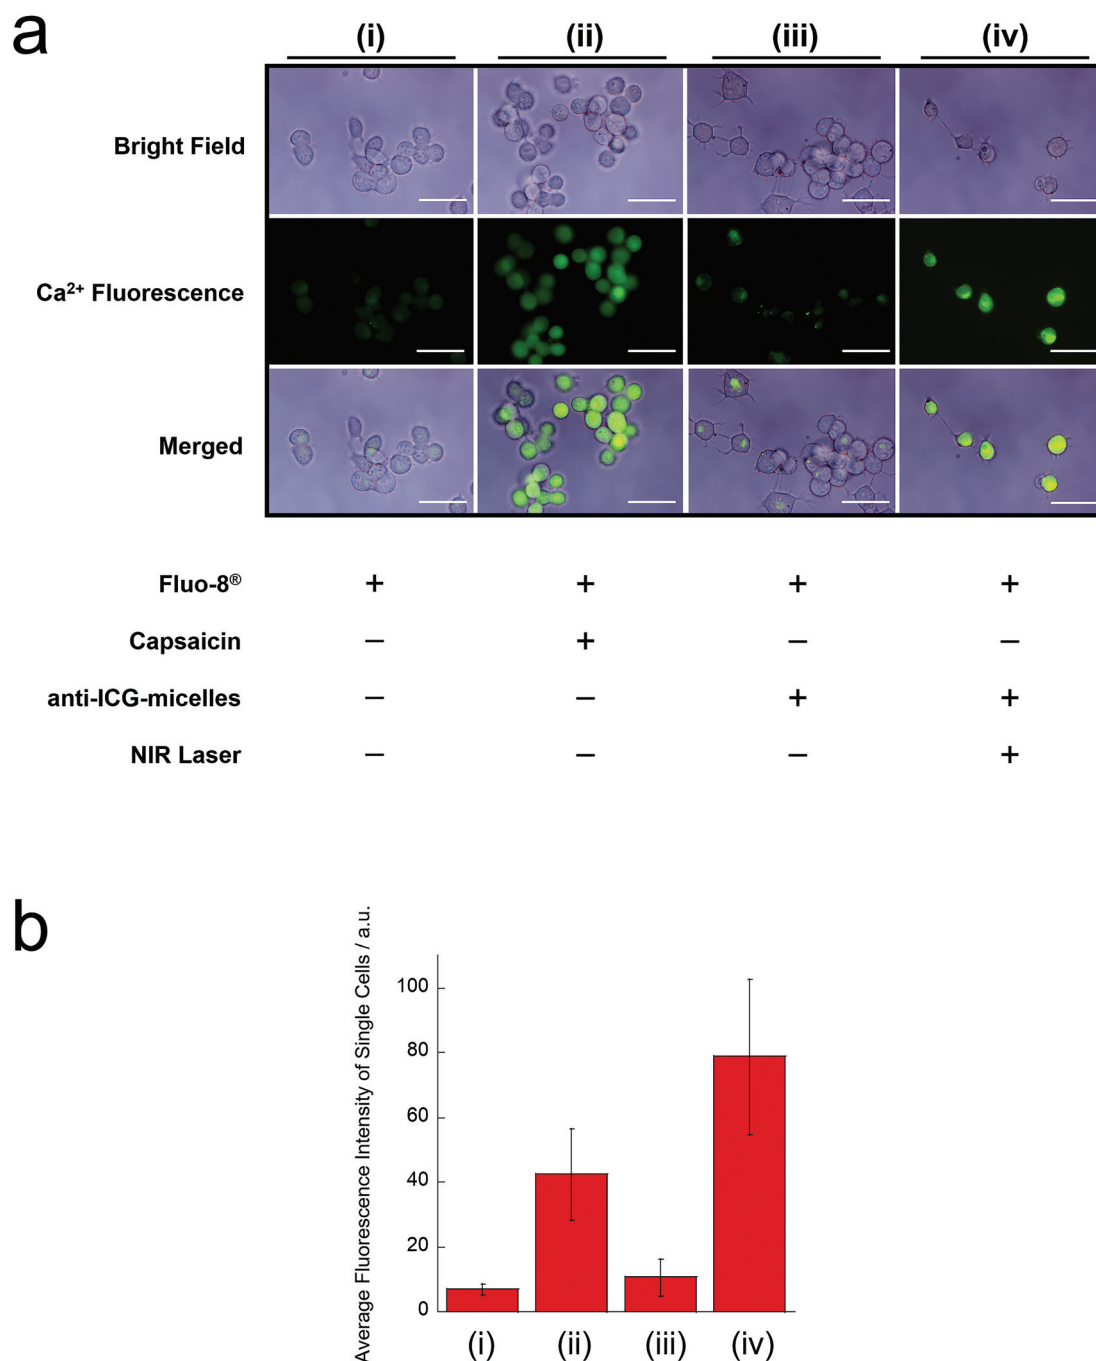 a
(i) (ii) (iii) (iv)
Bright Field
Ca²⁺ Fluorescence
Merged
Fluo-8® + + + +
Capsaicin – + – –
anti-ICG-micelles – – + +
NIR Laser – – – +
b
Average Fluorescence Intensity of Single Cells / a.u.
100
80
60
40
20
0
(i) (ii) (iii) (iv)